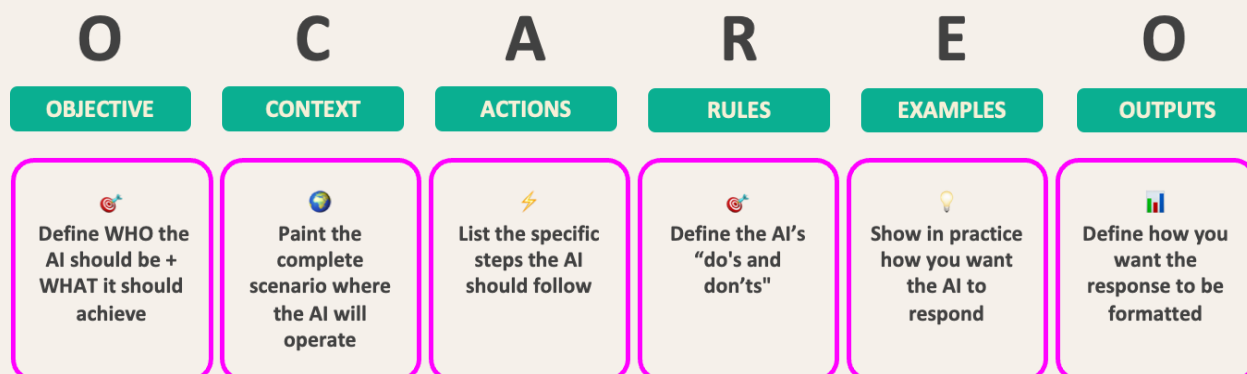 O C A R E O
OBJECTIVE CONTEXT ACTIONS RULES EXAMPLES OUTPUTS
Define WHO the
AI should be +
WHAT it should
achieve
Paint the
complete
scenario where
the AI will
operate
List the specific
steps the AI
should follow
Define the AI’s
“do's and
don’ts"
Show in practice
how you want
the AI to
respond
Define how you
want the
response to be
formatted